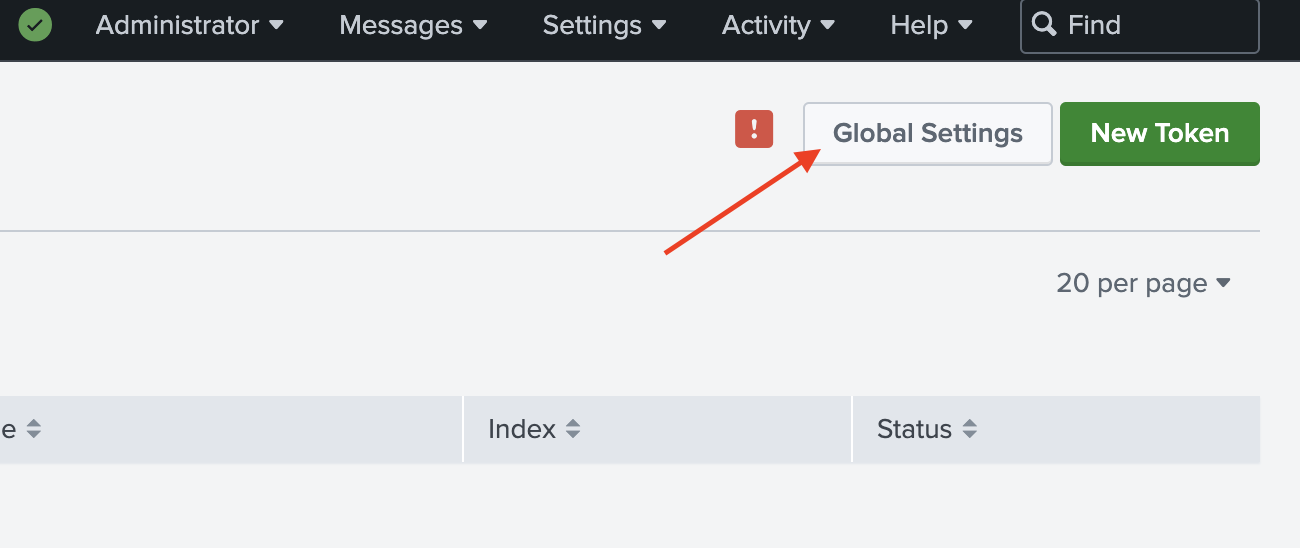 Administrator Messages Settings Activity Help Find
! Global Settings New Token
20 per page
e Index Status